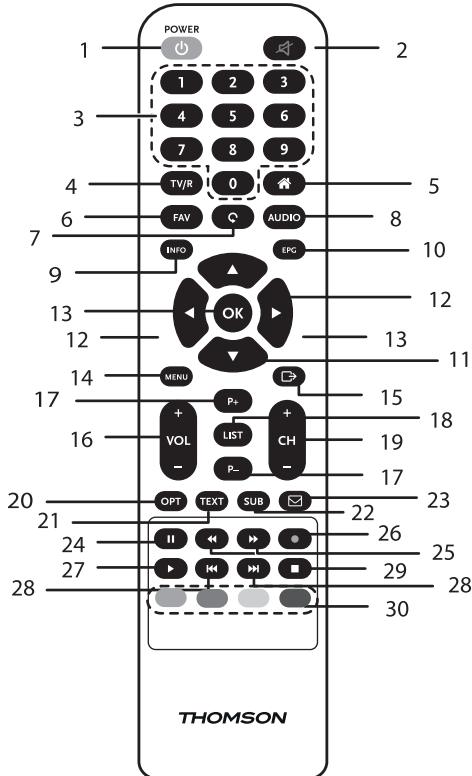 POWER
1 2
1 2 3
3
4 5 6
7 8 9
4 TV/R 0 5
6 FAV AUDIO 8
7
INFO EPG 10
9
12
13 OK
12 13
11
14 MENU
15
17 P+
+ +
18
16 VOL LIST CH 19
- P- -
17
20 OPT TEXT SUB 23
21 22
24 26
25
27 29
28 28
30
THOMSON